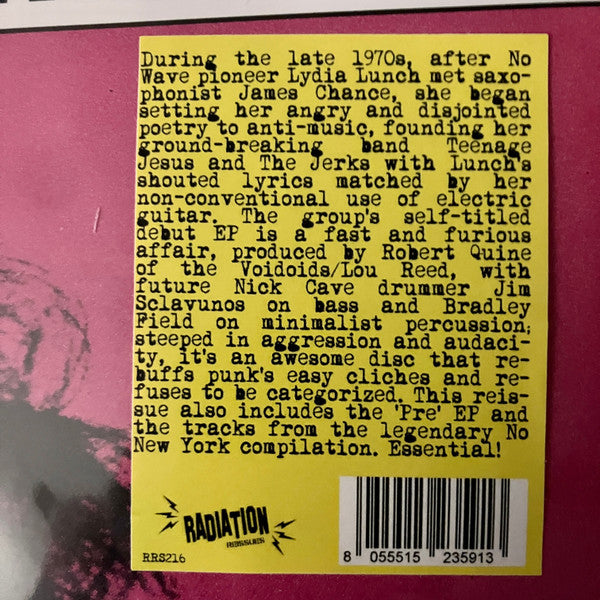 During the late 1970s, after No
Wave pioneer Lydia Lunch met saxo-
phonist James Chance, she began
setting her angry and disjointed
poetry to anti-music, founding her
ground-breaking band Teenage
Jesus and The Jerks with Lunch's
shouted lyrics matched by her
non-conventional use of electric
guitar. The group's self-titled
debut EP is a fast and furious
affair, produced by Robert Quine
of the Voidoids/Lou Reed, with
future Nick Cave drummer Jim
Sclavunos on bass and Bradley
Field on minimalist percussion;
steeped in aggression and audaci-
ty, it's an awesome disc that re-
buffs punk's easy cliches and re-
fuses to be categorized. This reis-
sue also includes the 'Pre' EP and
the tracks from the legendary No
New York compilation. Essential!
RADIATION
REISSUES
RRS216
8 055515 235913